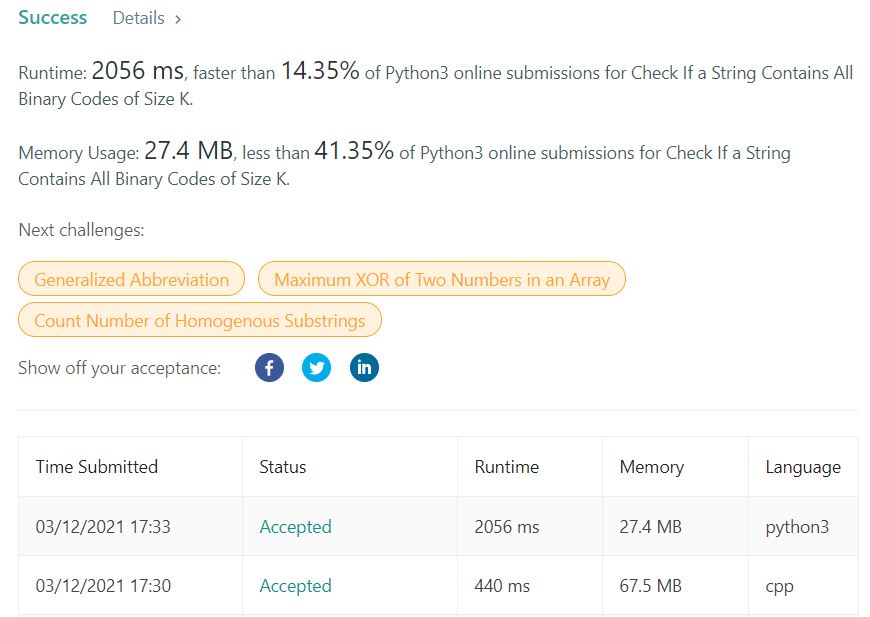 Success Details >
Runtime: 2056 ms, faster than 14.35% of Python3 online submissions for Check If a String Contains All
Binary Codes of Size K.
Memory Usage: 27.4 MB, less than 41.35% of Python3 online submissions for Check If a String
Contains All Binary Codes of Size K.
Next challenges:
Generalized Abbreviation Maximum XOR of Two Numbers in an Array
Count Number of Homogenous Substrings
Show off your acceptance:
Time Submitted Status Runtime Memory Language
03/12/2021 17:33 Accepted 2056 ms 27.4 MB python3
03/12/2021 17:30 Accepted 440 ms 67.5 MB cpp